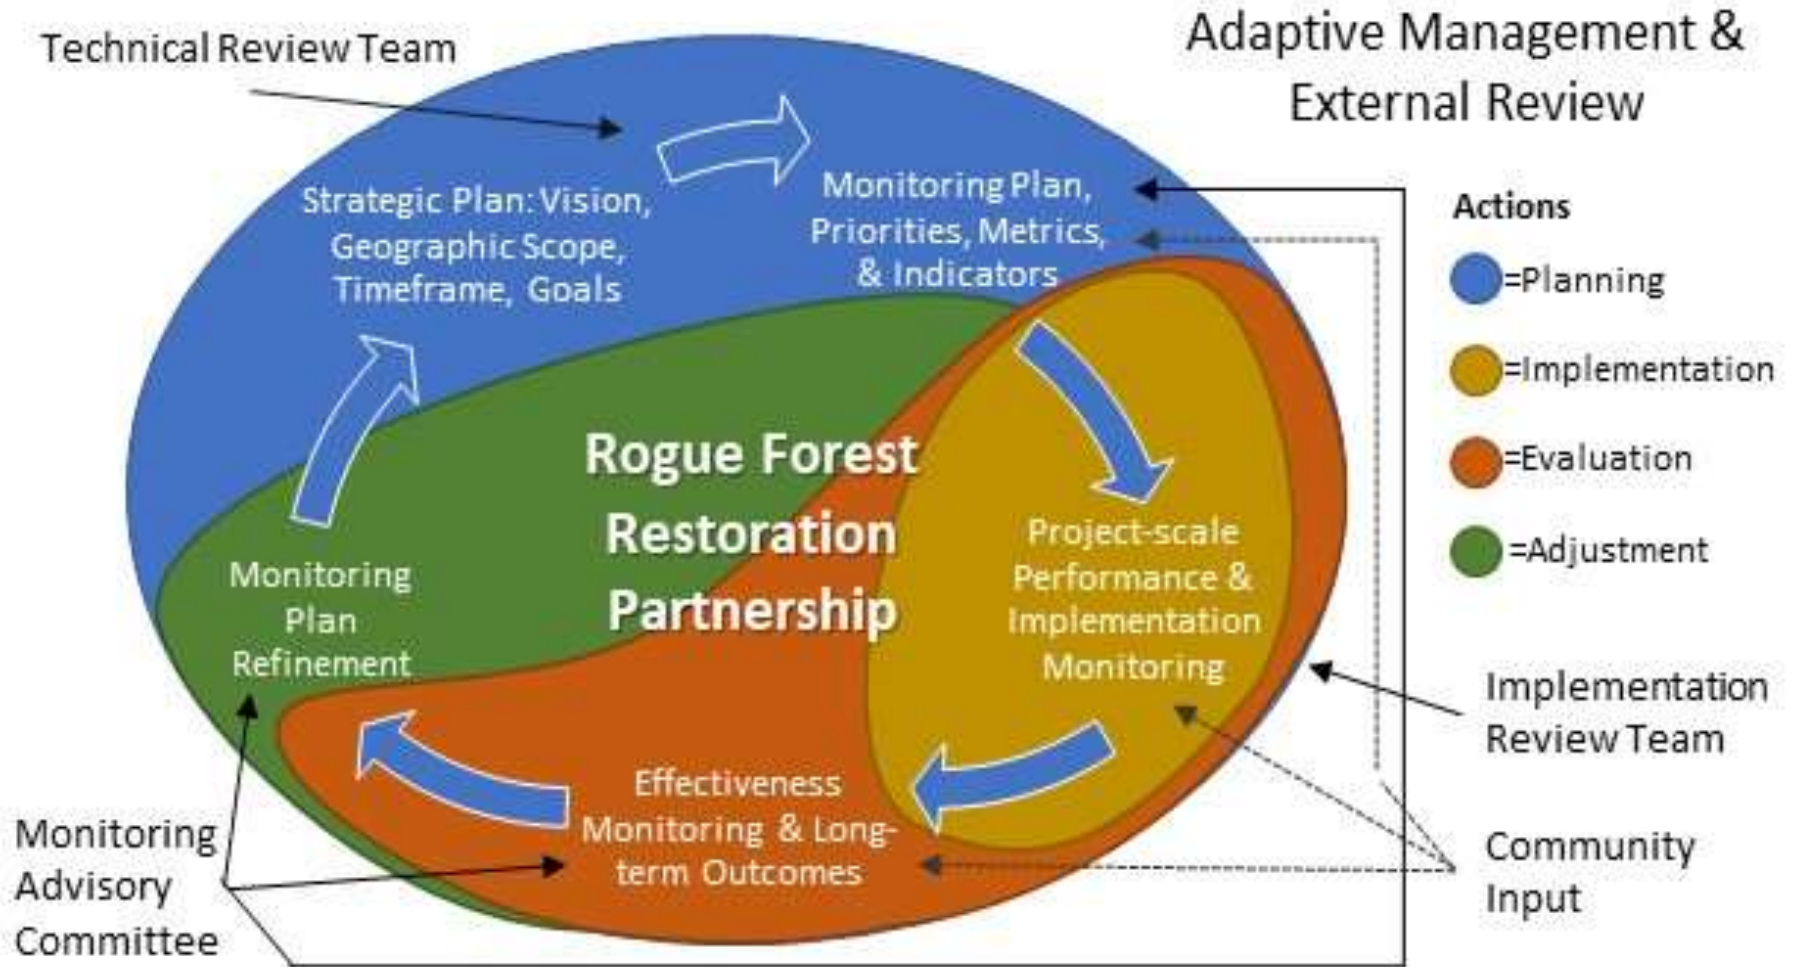 Technical Review Team
Adaptive Management &
External Review
Strategic Plan: Vision,
Geographic Scope,
Timeframe, Goals
Monitoring Plan,
Priorities, Metrics,
& Indicators
Actions
=Planning
=Implementation
=Evaluation
=Adjustment
Rogue Forest
Restoration
Partnership
Project-scale
Performance &
Implementation
Monitoring
Monitoring
Plan
Refinement
Effectiveness
Monitoring & Long-
term Outcomes
Implementation
Review Team
Monitoring
Advisory
Committee
Community
Input